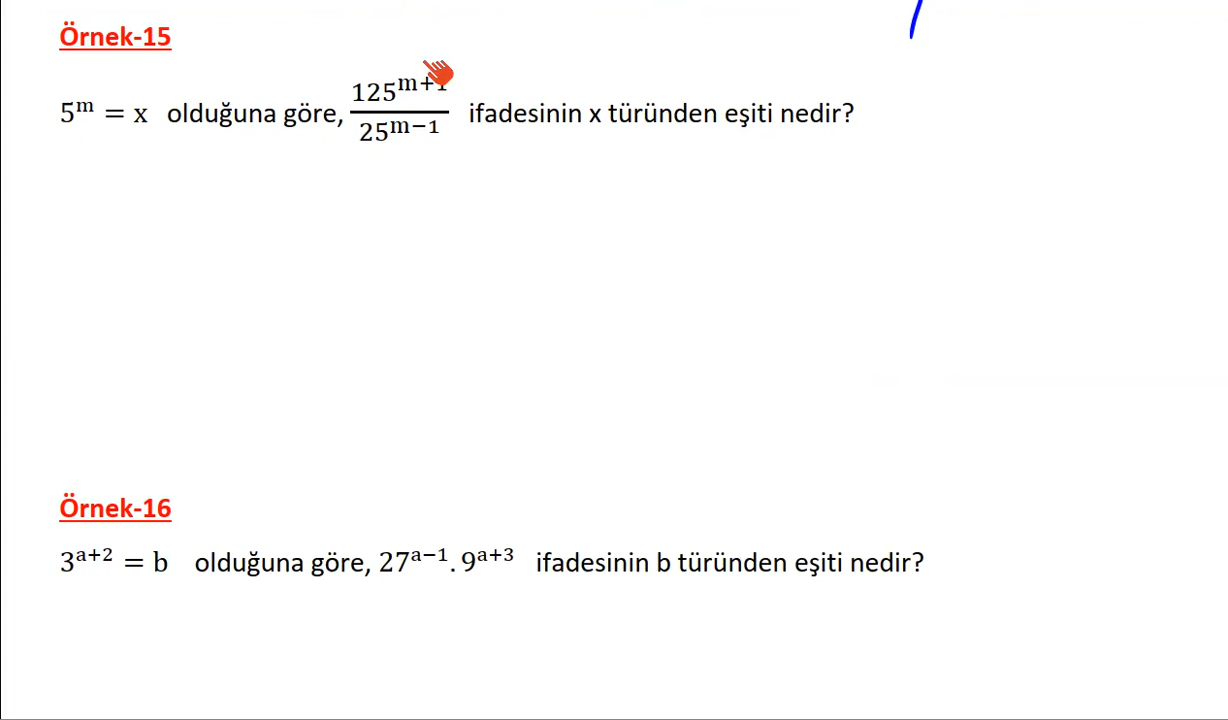 Örnek-15
5^m = x olduğuna göre, 125^(m+1) / 25^(m−1) ifadesinin x türünden eşiti nedir?
Örnek-16
3^(a+2) = b olduğuna göre, 27^(a−1) . 9^(a+3) ifadesinin b türünden eşiti nedir?